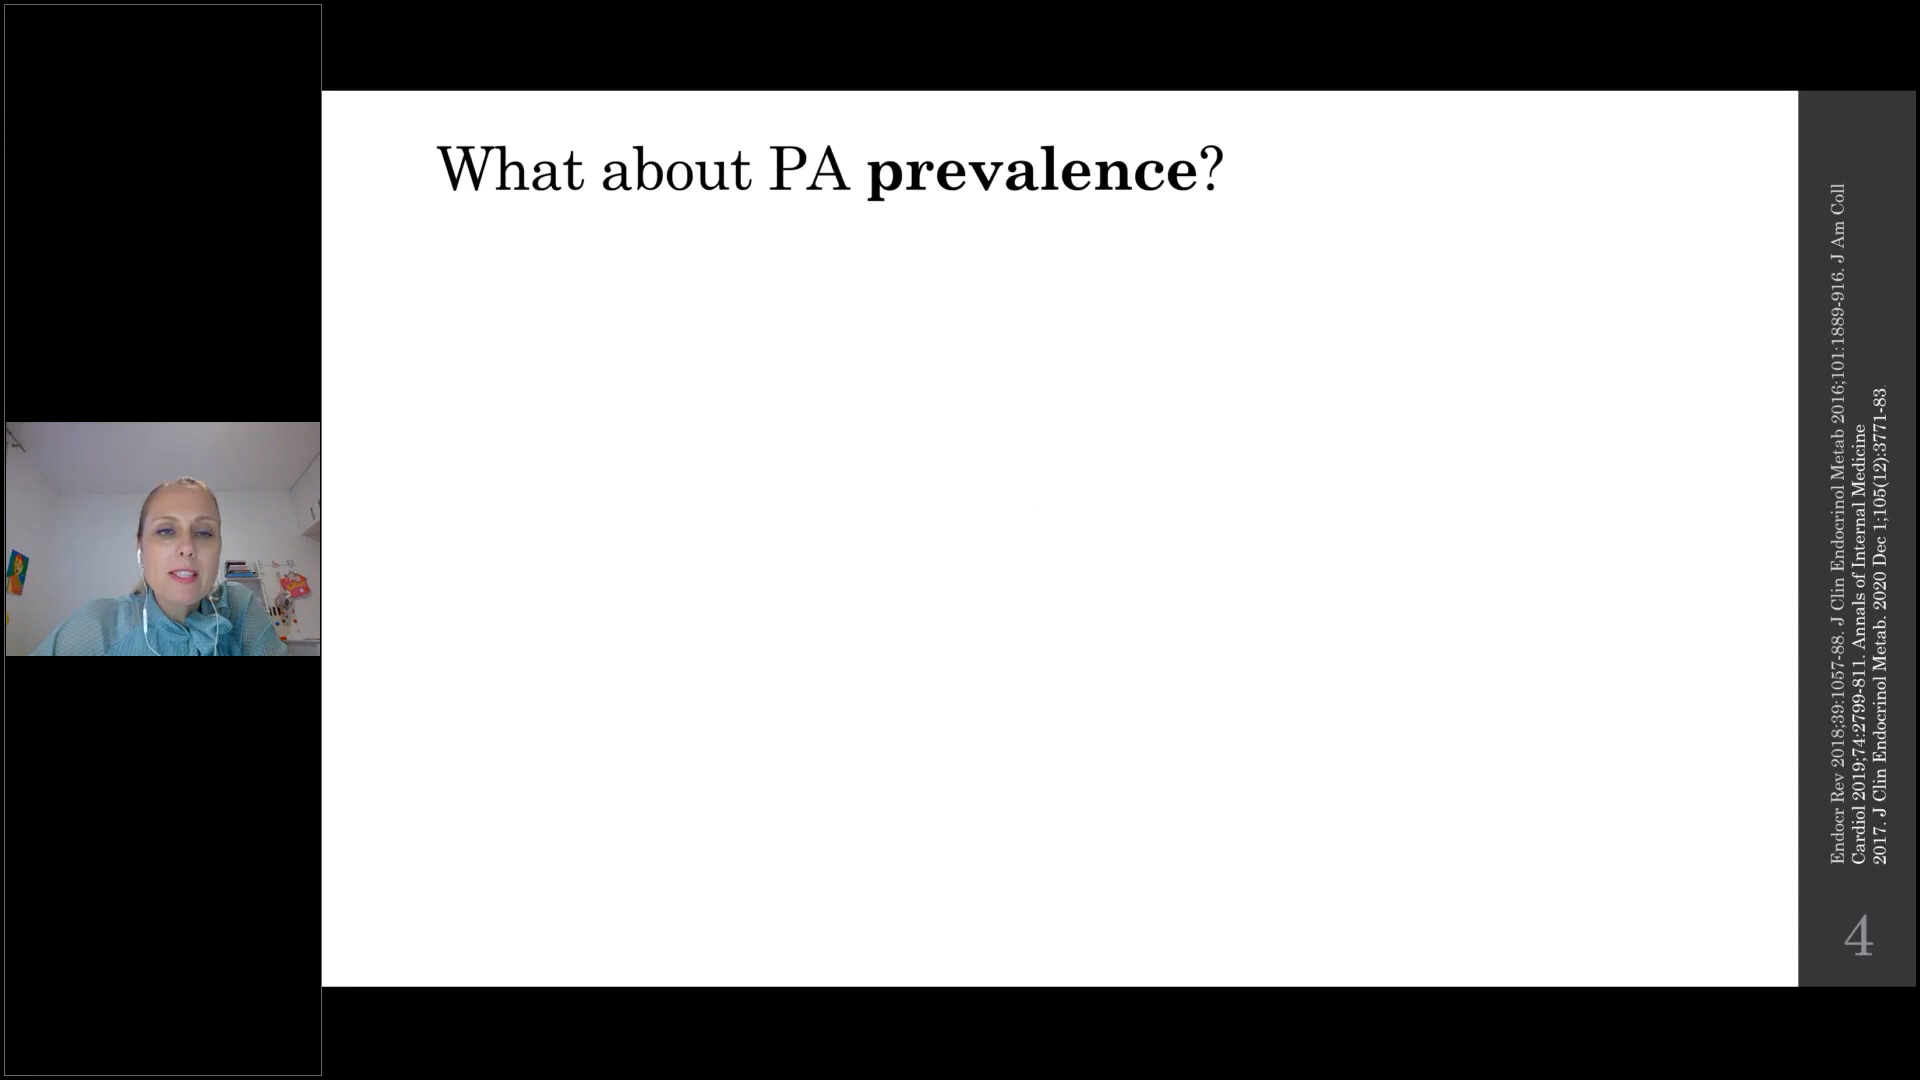 What about PA prevalence?
Endocr Rev 2018;39:1057-88. J Clin Endocrinol Metab 2016;101:1889-916. J Am Coll
Cardiol 2019;74:2799-811. Annals of Internal Medicine
2017. J Clin Endocrinol Metab. 2020 Dec 1;105(12):3771-83
4